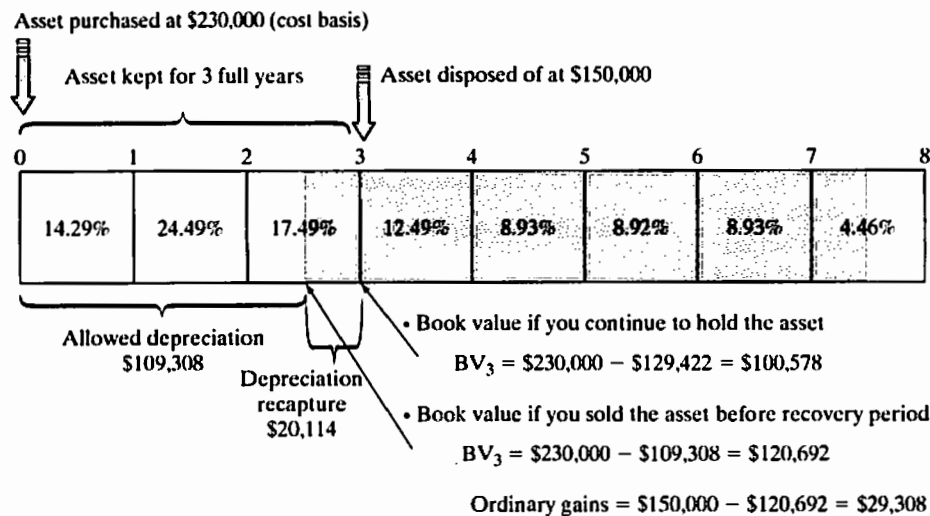 Asset purchased at $230,000 (cost basis)
Asset kept for 3 full years
Asset disposed of at $150,000
0 1 2 3 4 5 6 7 8
14.29% 24.49% 17.49% 12.49% 8.93% 8.92% 8.93% 4.46%
Allowed depreciation
$109,308
Depreciation
recapture
$20,114
• Book value if you continue to hold the asset
BV₃ = $230,000 − $129,422 = $100,578
• Book value if you sold the asset before recovery period
BV₃ = $230,000 − $109,308 = $120,692
Ordinary gains = $150,000 − $120,692 = $29,308